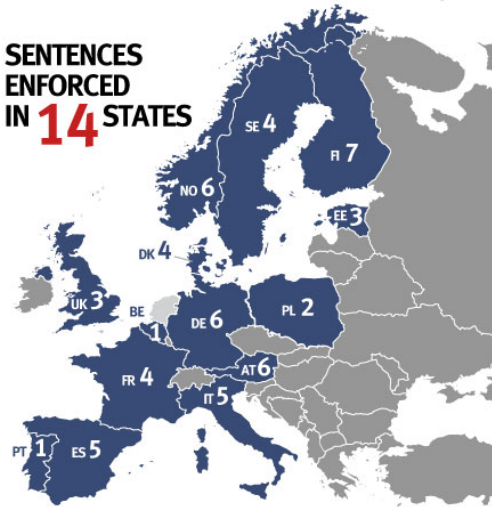 SENTENCES
ENFORCED
IN 14 STATES
SE 4
FI 7
NO 6
EE 3
DK 4
UK 3
BE 1
DE 6
PL 2
FR 4
AT 6
IT 5
PT 1
ES 5